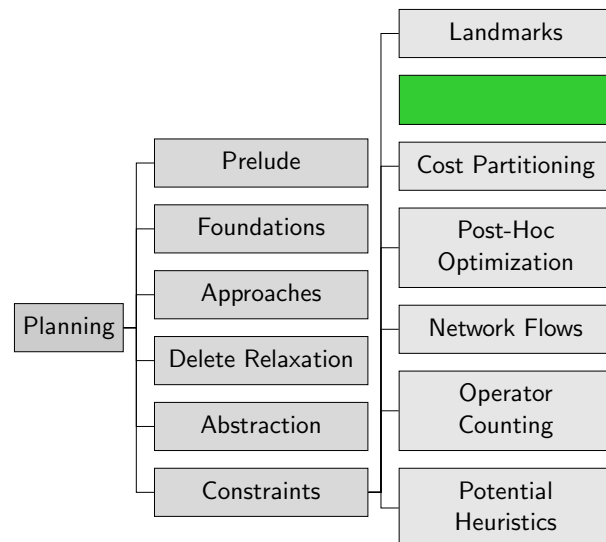 Planning
Prelude
Foundations
Approaches
Delete Relaxation
Abstraction
Constraints
Landmarks
Cost Partitioning
Post-Hoc
Optimization
Network Flows
Operator
Counting
Potential
Heuristics